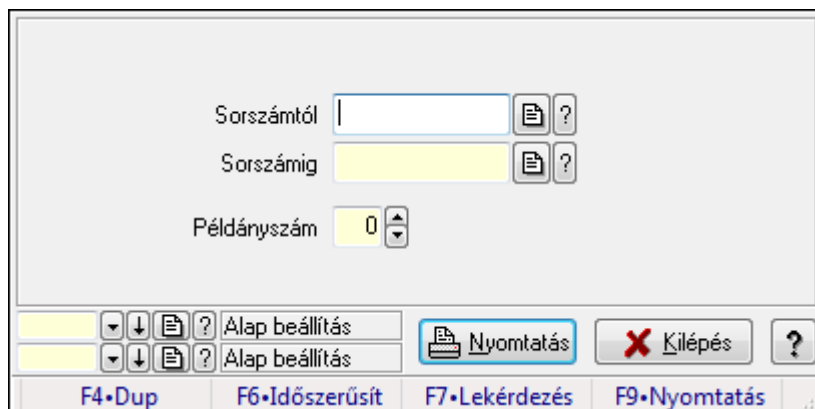 Sorszámtól ?
Sorszámig ?
Példányszám 0
? Alap beállítás
? Alap beállítás
Nyomtatás Kilépés ?
F4•Dup F6•Időszerűsít F7•Lekérdezés F9•Nyomtatás